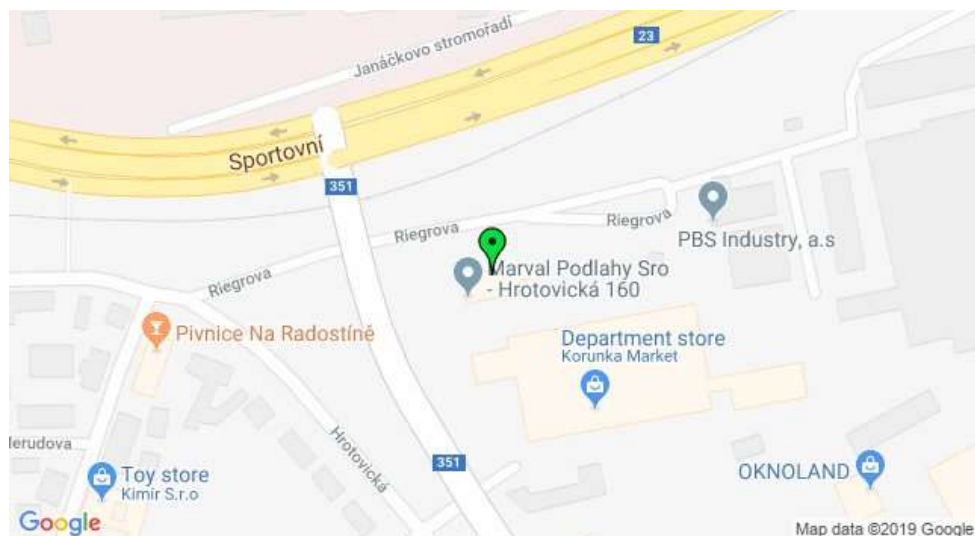 Janáčkovo stromořadí
23
Sportovní
351
Riegrova
Riegrova
Riegrova
PBS Industry, a.s
Marval Podlahy Sro
- Hrotovická 160
Pivnice Na Radostíně
Department store
Korunka Market
lerudova
Hrotovická
351
Toy store
Kimir S.r.o
OKNOLAND
Google
Map data ©2019 Google